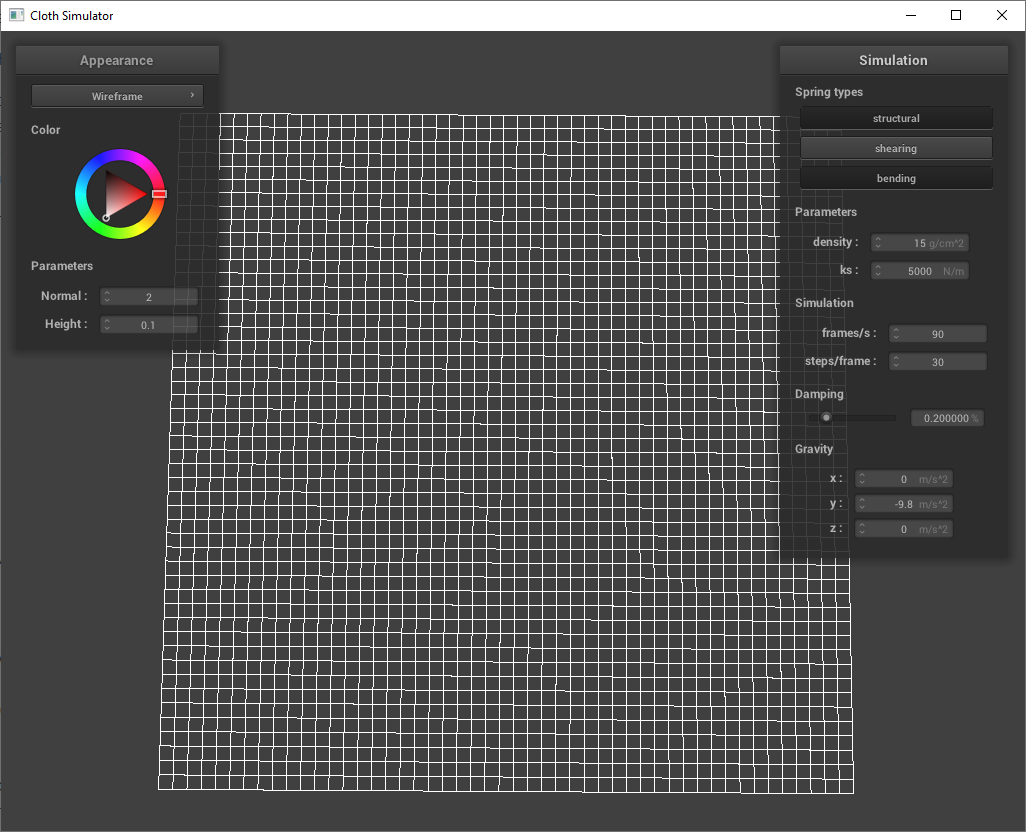 Cloth Simulator
Appearance
Wireframe
Color
Parameters
Normal : 2
Height : 0.1
Simulation
Spring types
structural
shearing
bending
Parameters
density : 15 g/cm^2
ks : 5000 N/m
Simulation
frames/s : 90
steps/frame : 30
Damping
0.200000 %
Gravity
x : 0 m/s^2
y : -9.8 m/s^2
z : 0 m/s^2